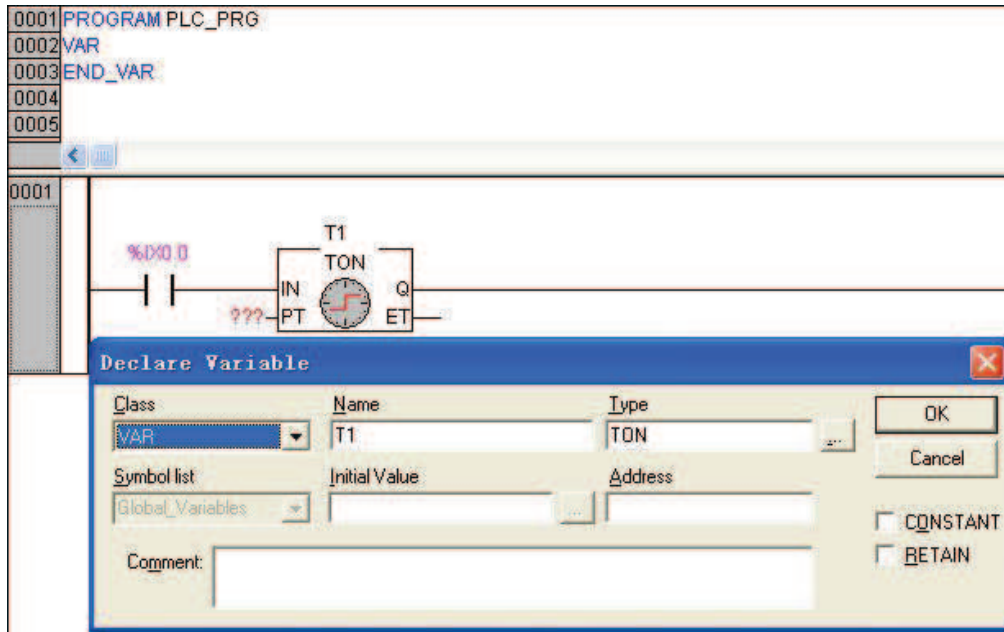 0001 PROGRAM PLC_PRG
0002 VAR
0003 END_VAR
0004
0005
0001
T1
%IX0.0
TON
IN Q
???
PT ET
Declare Variable
Class Name Type
VAR T1 TON ... OK
Cancel
Symbol list Initial Value Address
Global_Variables ...
CONSTANT
RETAIN
Comment: